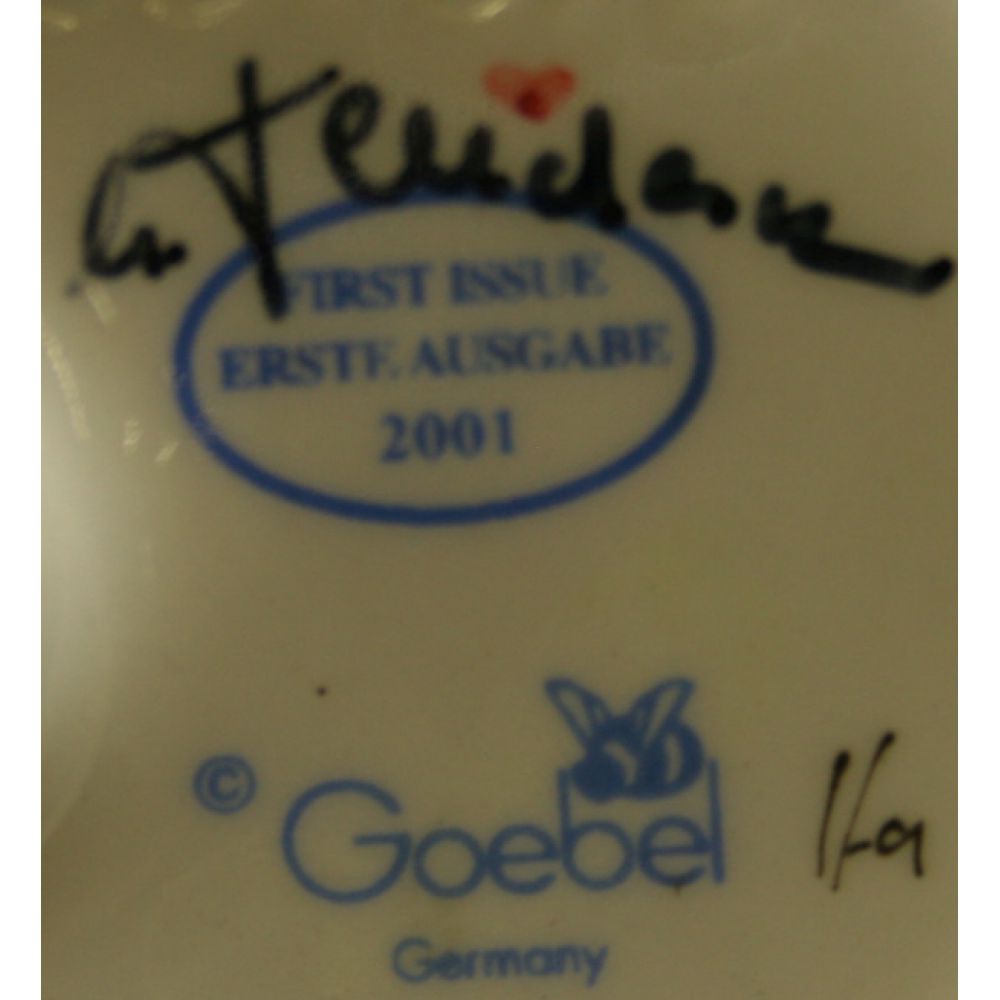 FIRST ISSUE
ERSTE AUSGABE
2001
© Goebel
Germany